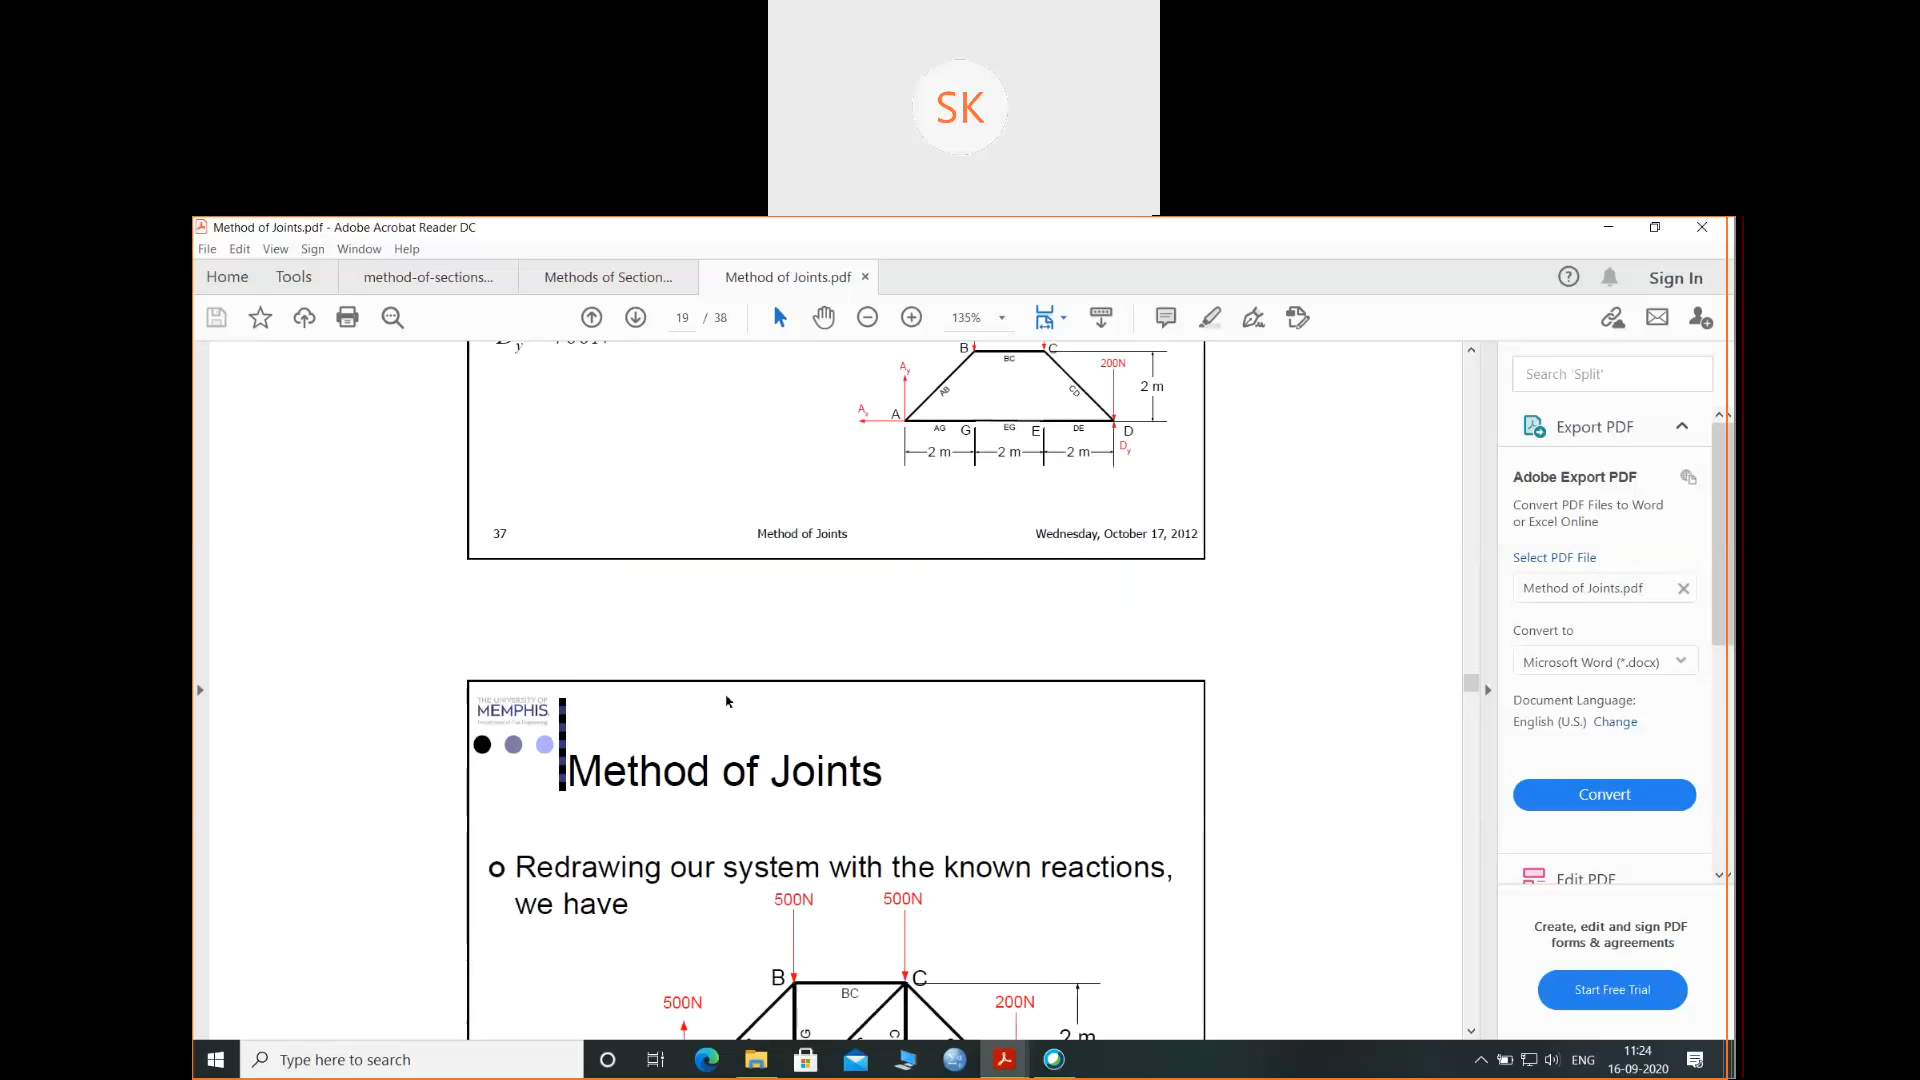 SK
Method of Joints.pdf - Adobe Acrobat Reader DC
File Edit View Sign Window Help
Home Tools method-of-sections... Methods of Section... Method of Joints.pdf × Sign In
19 / 38 135%
B C
BC
200N
Ay
AB CD
2 m
Ax A
AG G EG E DE D
Dy
2 m 2 m 2 m
37 Method of Joints Wednesday, October 17, 2012
THE UNIVERSITY OF
MEMPHIS.
Method of Joints
Redrawing our system with the known reactions,
we have
500N 500N
B C
BC
500N 200N
2 m
Search 'Split'
Export PDF
Adobe Export PDF
Convert PDF Files to Word
or Excel Online
Select PDF File
Method of Joints.pdf
Convert to
Microsoft Word (*.docx)
Document Language:
English (U.S.) Change
Convert
Edit PDF
Create, edit and sign PDF
forms & agreements
Start Free Trial
Type here to search
ENG
11:24
16-09-2020